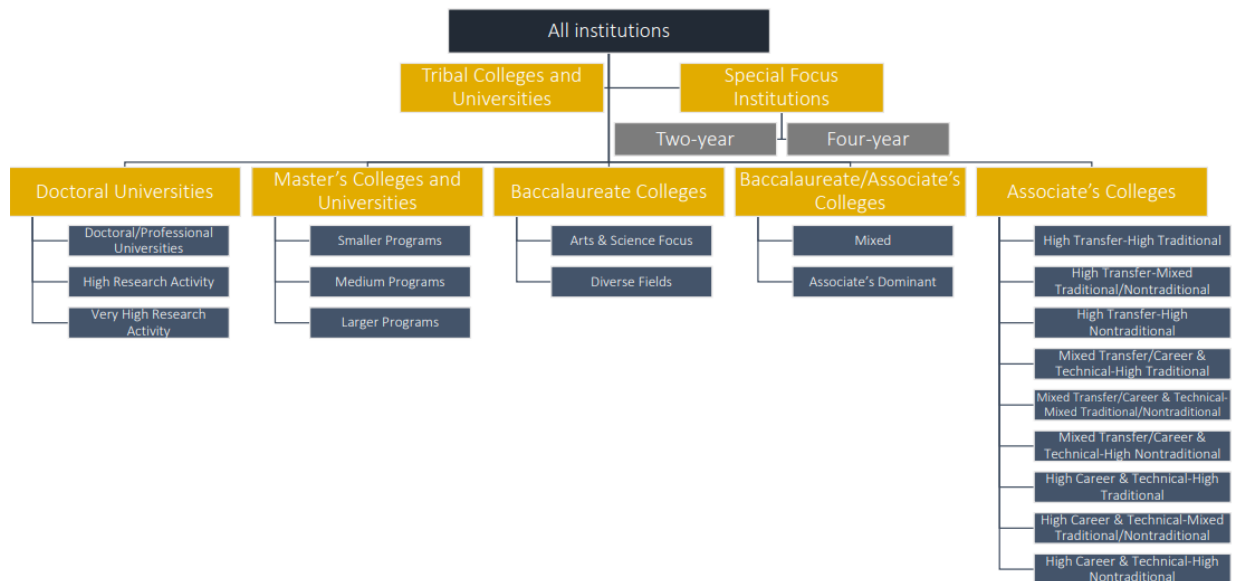 All institutions
Tribal Colleges and
Universities
Special Focus
Institutions
Two-year
Four-year
Doctoral Universities
Doctoral/Professional
Universities
High Research Activity
Very High Research
Activity
Master's Colleges and
Universities
Smaller Programs
Medium Programs
Larger Programs
Baccalaureate Colleges
Arts & Science Focus
Diverse Fields
Baccalaureate/Associate's
Colleges
Mixed
Associate's Dominant
Associate's Colleges
High Transfer-High Traditional
High Transfer-Mixed
Traditional/Nontraditional
High Transfer-High
Nontraditional
Mixed Transfer/Career &
Technical-High Traditional
Mixed Transfer/Career & Technical-
Mixed Traditional/Nontraditional
Mixed Transfer/Career &
Technical-High Nontraditional
High Career & Technical-High
Traditional
High Career & Technical-Mixed
Traditional/Nontraditional
High Career & Technical-High
Nontraditional